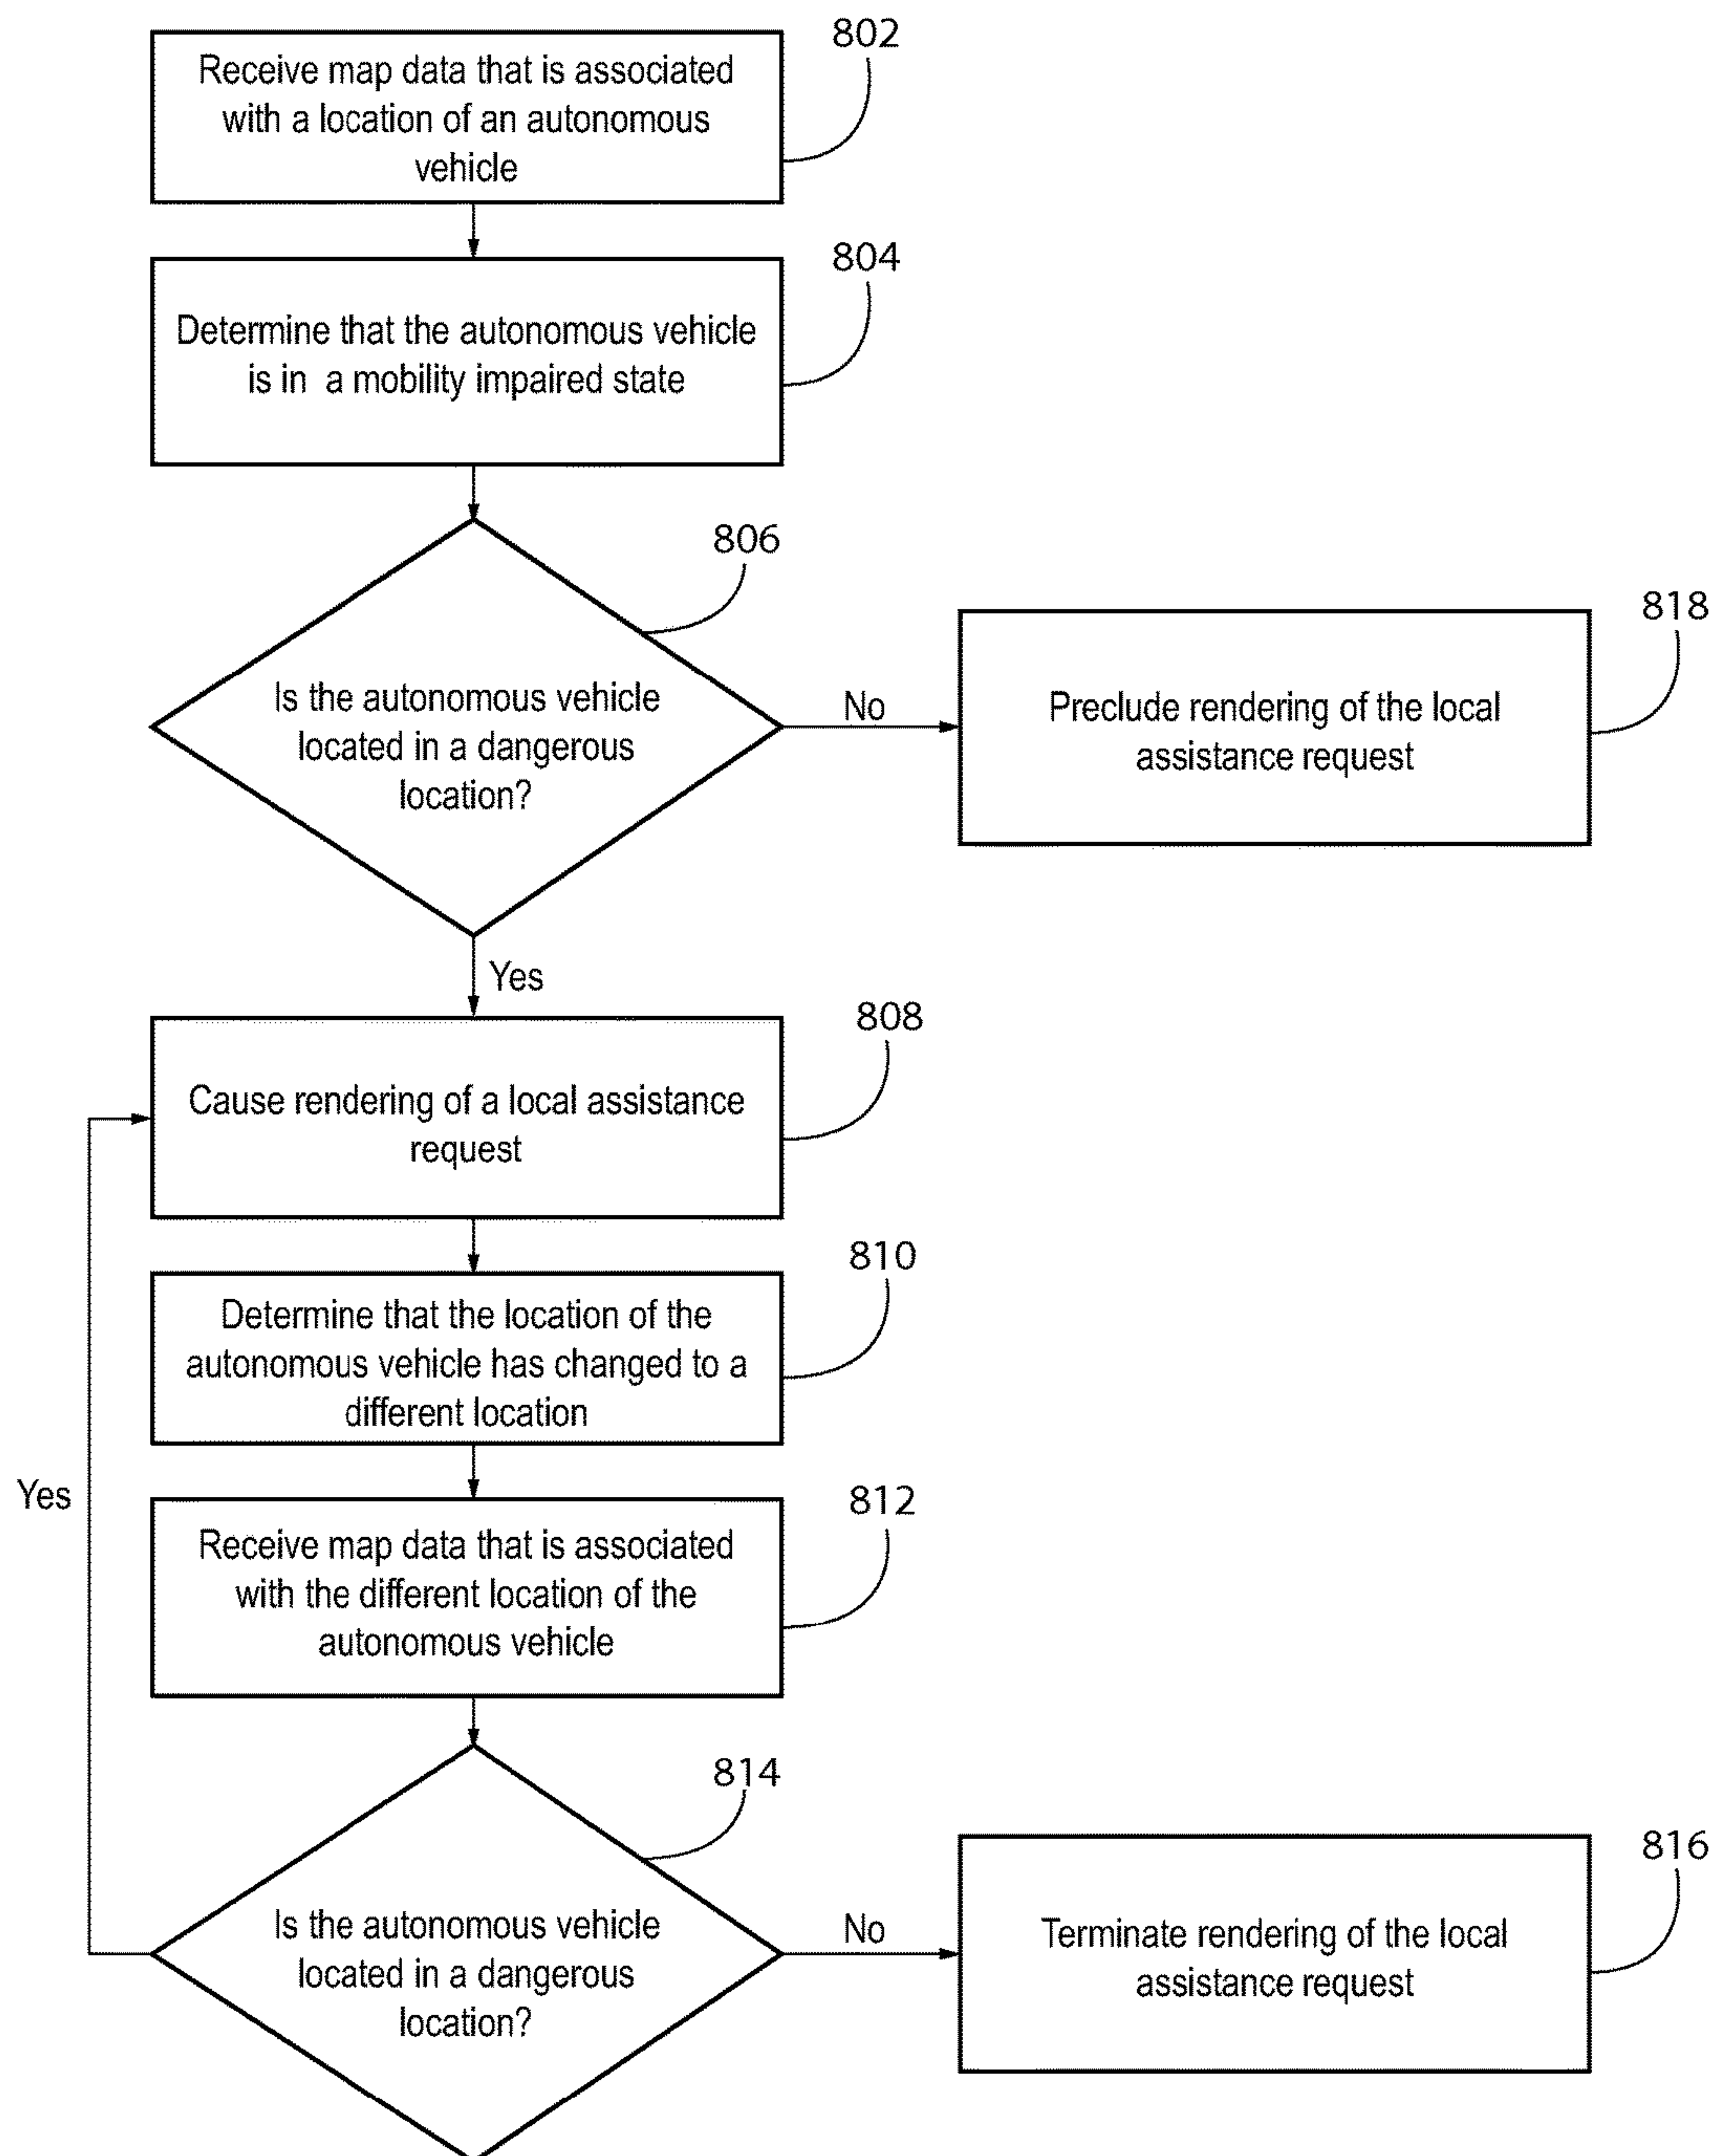 802
Receive map data that is associated
with a location of an autonomous
vehicle
804
Determine that the autonomous vehicle
is in a mobility impaired state
806
Is the autonomous vehicle
located in a dangerous
location?
No
818
Preclude rendering of the local
assistance request
Yes
808
Cause rendering of a local assistance
request
810
Determine that the location of the
autonomous vehicle has changed to a
different location
Yes
812
Receive map data that is associated
with the different location of the
autonomous vehicle
814
Is the autonomous vehicle
located in a dangerous
location?
No
816
Terminate rendering of the local
assistance request